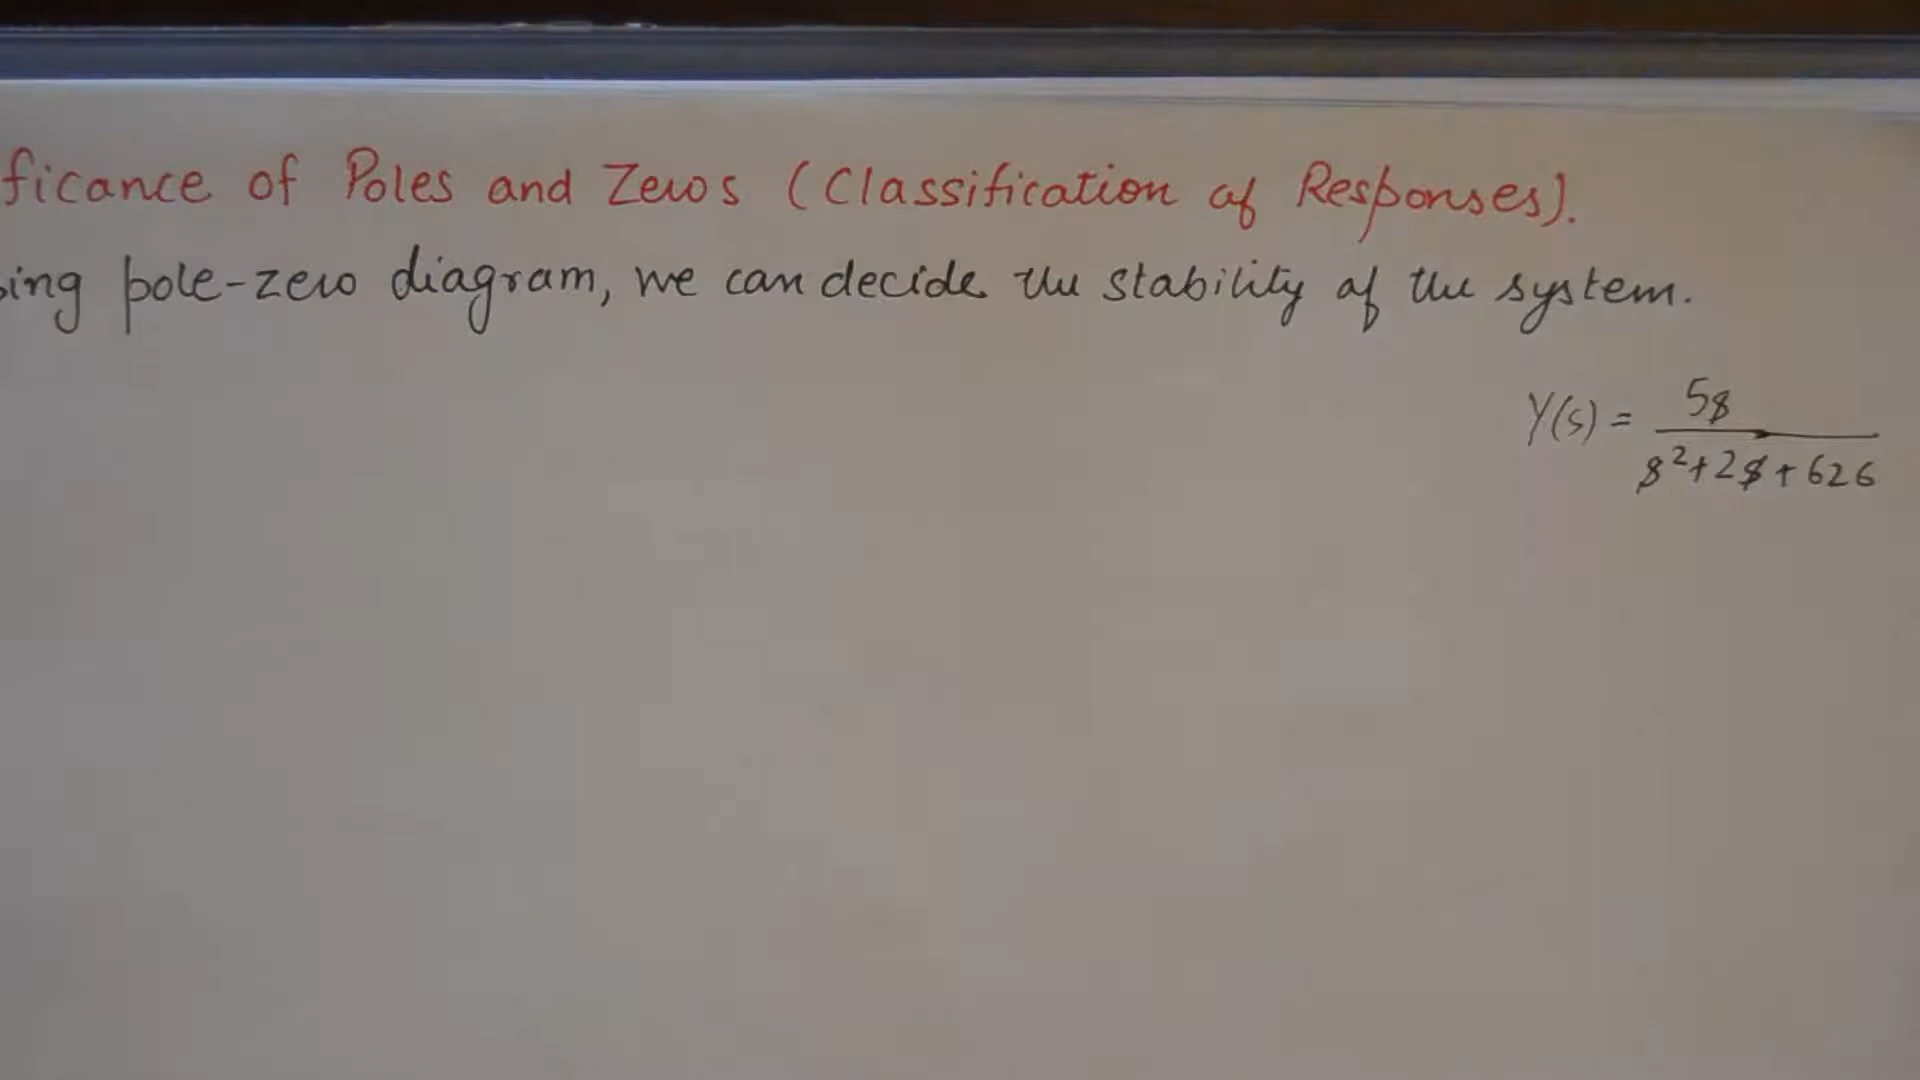 ficance of Poles and Zeros (Classification of Responses).
ing pole-zero diagram, we can decide the stability of the system.
Y(s) = 5s / s²+2s+626